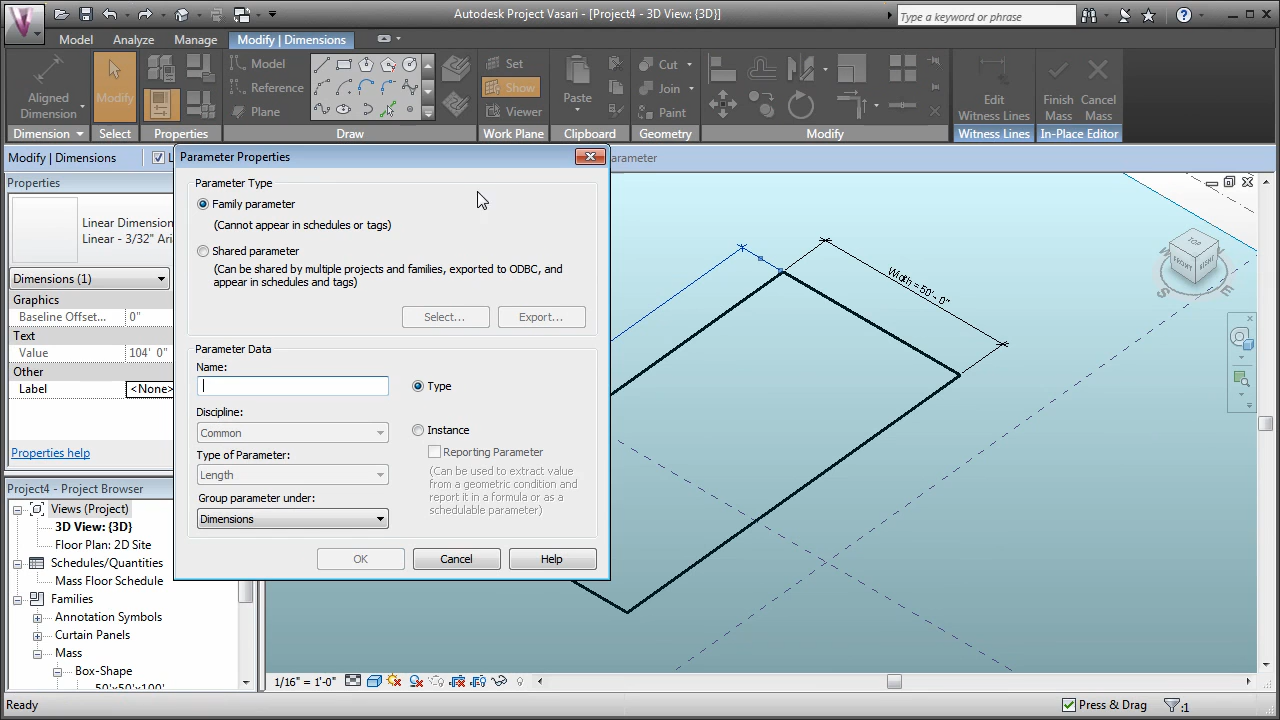 Autodesk Project Vasari - [Project4 - 3D View: {3D}]
Type a keyword or phrase
Model Analyze Manage Modify | Dimensions
Aligned
Dimension
Modify
Model
Reference
Plane
Set
Show
Viewer
Paste
Cut
Join
Paint
Edit
Witness Lines
Finish
Mass
Cancel
Mass
Dimension Select Properties Draw Work Plane Clipboard Geometry Modify Witness Lines In-Place Editor
Modify | Dimensions
arameter
Properties
Linear Dimension
Linear - 3/32" Ari
Dimensions (1)
Graphics
Baseline Offset... 0"
Text
Value 104' 0"
Other
Label <None>
Properties help
Project4 - Project Browser
Views (Project)
3D View: {3D}
Floor Plan: 2D Site
Schedules/Quantities
Mass Floor Schedule
Families
Annotation Symbols
Curtain Panels
Mass
Box-Shape
50'x50'x100'
Parameter Properties
Parameter Type
Family parameter
(Cannot appear in schedules or tags)
Shared parameter
(Can be shared by multiple projects and families, exported to ODBC, and
appear in schedules and tags)
Select... Export...
Parameter Data
Name:
Type
Discipline:
Common
Instance
Type of Parameter:
Reporting Parameter
Length
(Can be used to extract value
from a geometric condition and
report it in a formula or as a
schedulable parameter)
Group parameter under:
Dimensions
OK Cancel Help
Width = 50' - 0"
TOP
FRONT
RIGHT
S
E
1/16" = 1'-0"
Ready
Press & Drag
:1